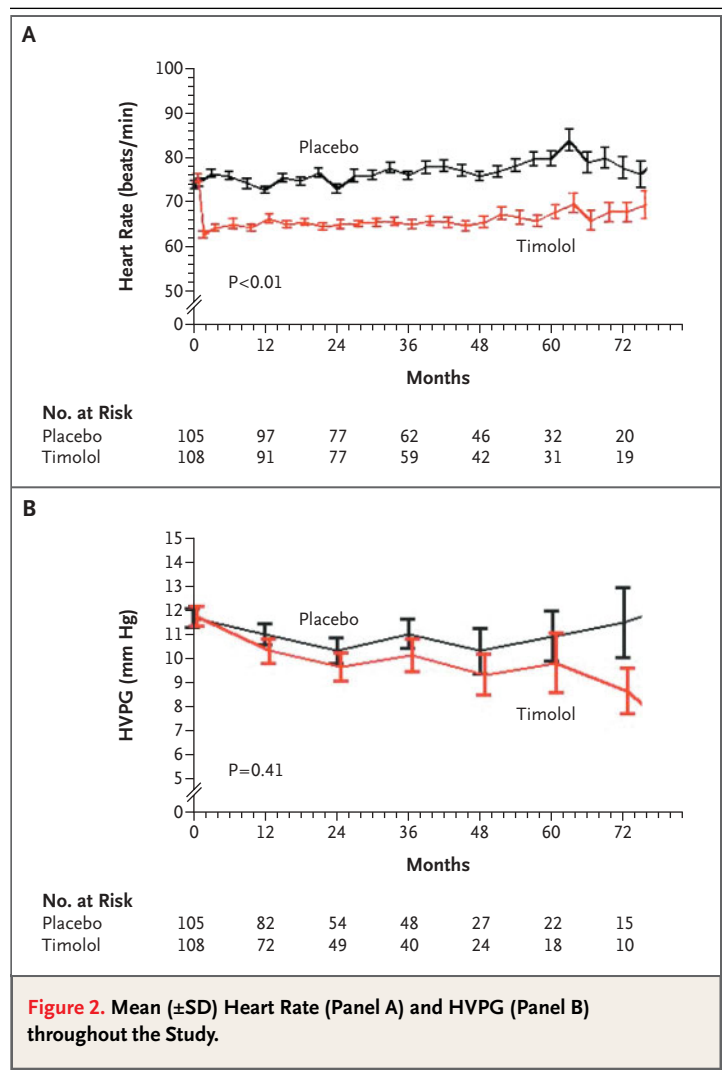 A
100
90
80
70
60
50
0
Heart Rate (beats/min)
Placebo
Timolol
P<0.01
0 12 24 36 48 60 72
Months
No. at Risk
Placebo 105 97 77 62 46 32 20
Timolol 108 91 77 59 42 31 19
B
15
14
13
12
11
10
9
8
7
6
5
0
HVPG (mm Hg)
Placebo
Timolol
P=0.41
0 12 24 36 48 60 72
Months
No. at Risk
Placebo 105 82 54 48 27 22 15
Timolol 108 72 49 40 24 18 10
Figure 2. Mean (±SD) Heart Rate (Panel A) and HVPG (Panel B)
throughout the Study.